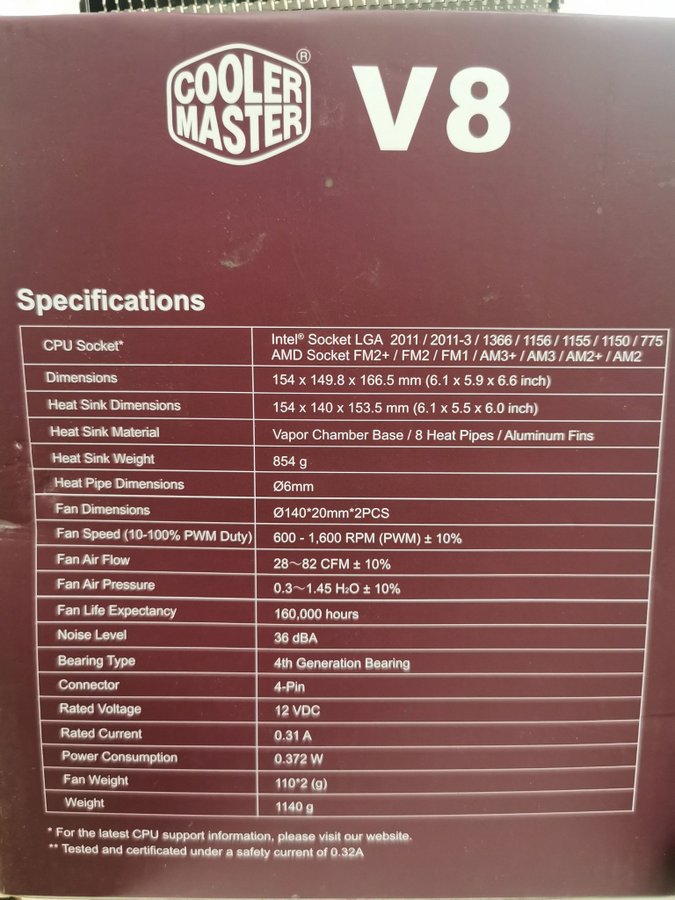 COOLER MASTER® V8
Specifications
CPU Socket* Intel® Socket LGA 2011 / 2011-3 / 1366 / 1156 / 1155 / 1150 / 775
AMD Socket FM2+ / FM2 / FM1 / AM3+ / AM3 / AM2+ / AM2
Dimensions 154 x 149.8 x 166.5 mm (6.1 x 5.9 x 6.6 inch)
Heat Sink Dimensions 154 x 140 x 153.5 mm (6.1 x 5.5 x 6.0 inch)
Heat Sink Material Vapor Chamber Base / 8 Heat Pipes / Aluminum Fins
Heat Sink Weight 854 g
Heat Pipe Dimensions Ø6mm
Fan Dimensions Ø140*20mm*2PCS
Fan Speed (10-100% PWM Duty) 600 - 1,600 RPM (PWM) ± 10%
Fan Air Flow 28～82 CFM ± 10%
Fan Air Pressure 0.3～1.45 H₂O ± 10%
Fan Life Expectancy 160,000 hours
Noise Level 36 dBA
Bearing Type 4th Generation Bearing
Connector 4-Pin
Rated Voltage 12 VDC
Rated Current 0.31 A
Power Consumption 0.372 W
Fan Weight 110*2 (g)
Weight 1140 g
* For the latest CPU support information, please visit our website.
** Tested and certificated under a safety current of 0.32A